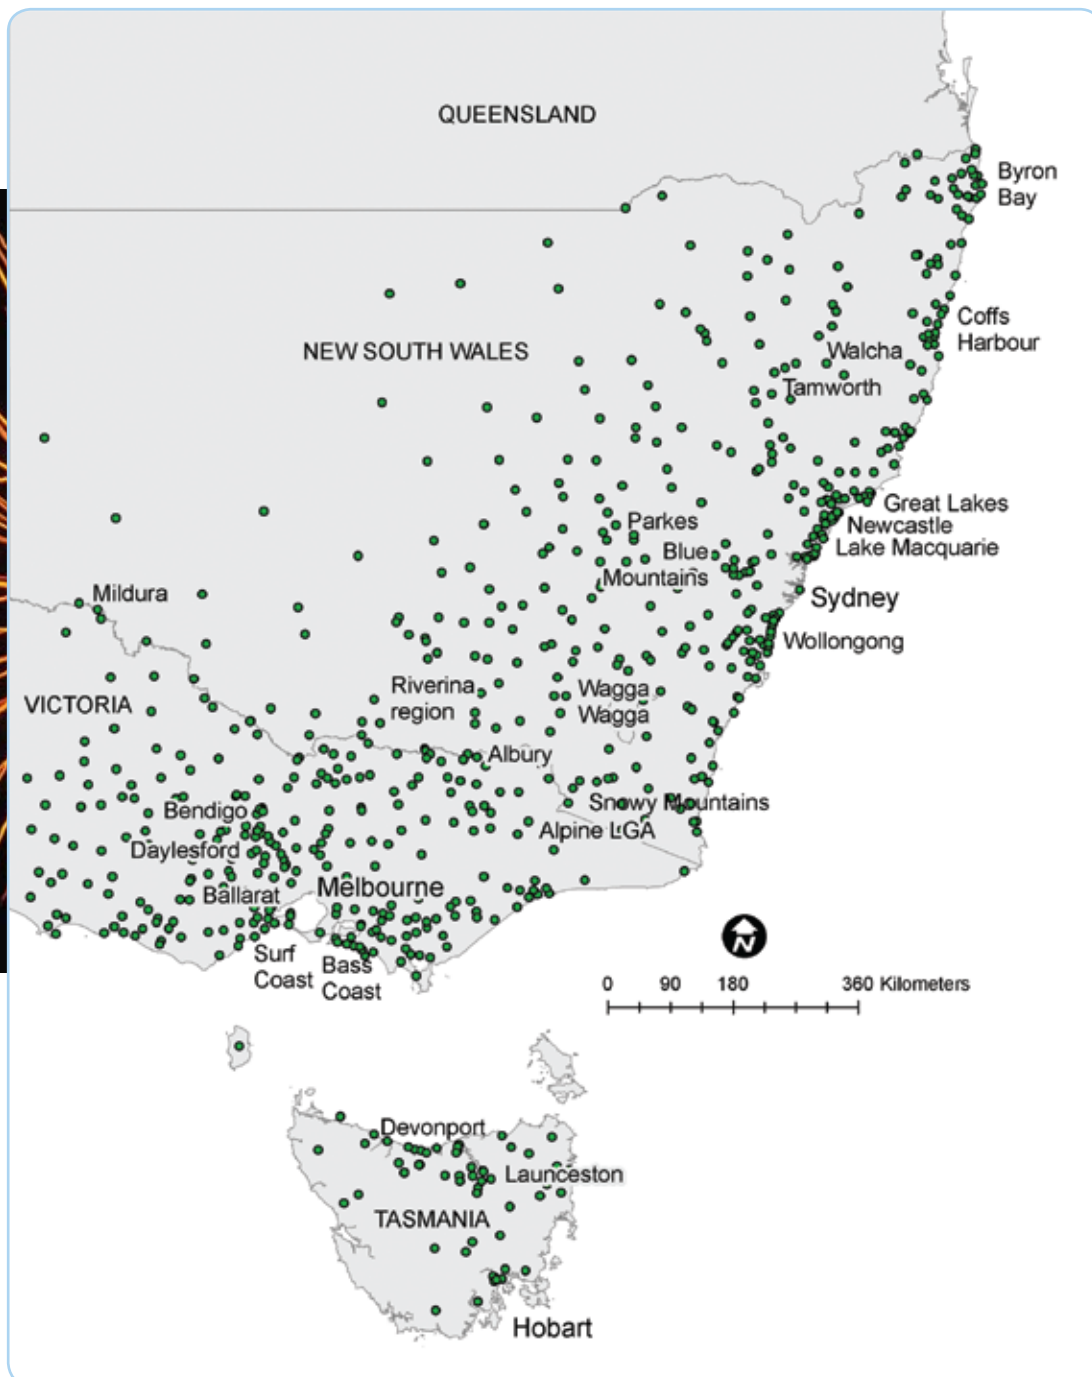 QUEENSLAND
Byron
Bay
Coffs
Harbour
NEW SOUTH WALES
Walcha
Tamworth
Great Lakes
Parkes
Newcastle
Blue
Lake Macquarie
Mountains
Mildura
Sydney
Wollongong
Riverina
region
Wagga
Wagga
VICTORIA
Albury
Snowy Mountains
Bendigo
Alpine LGA
Daylesford
Melbourne
Ballarat
N
Surf
Coast
Bass
Coast
0 90 180 360 Kilometers
Devonport
Launceston
TASMANIA
Hobart